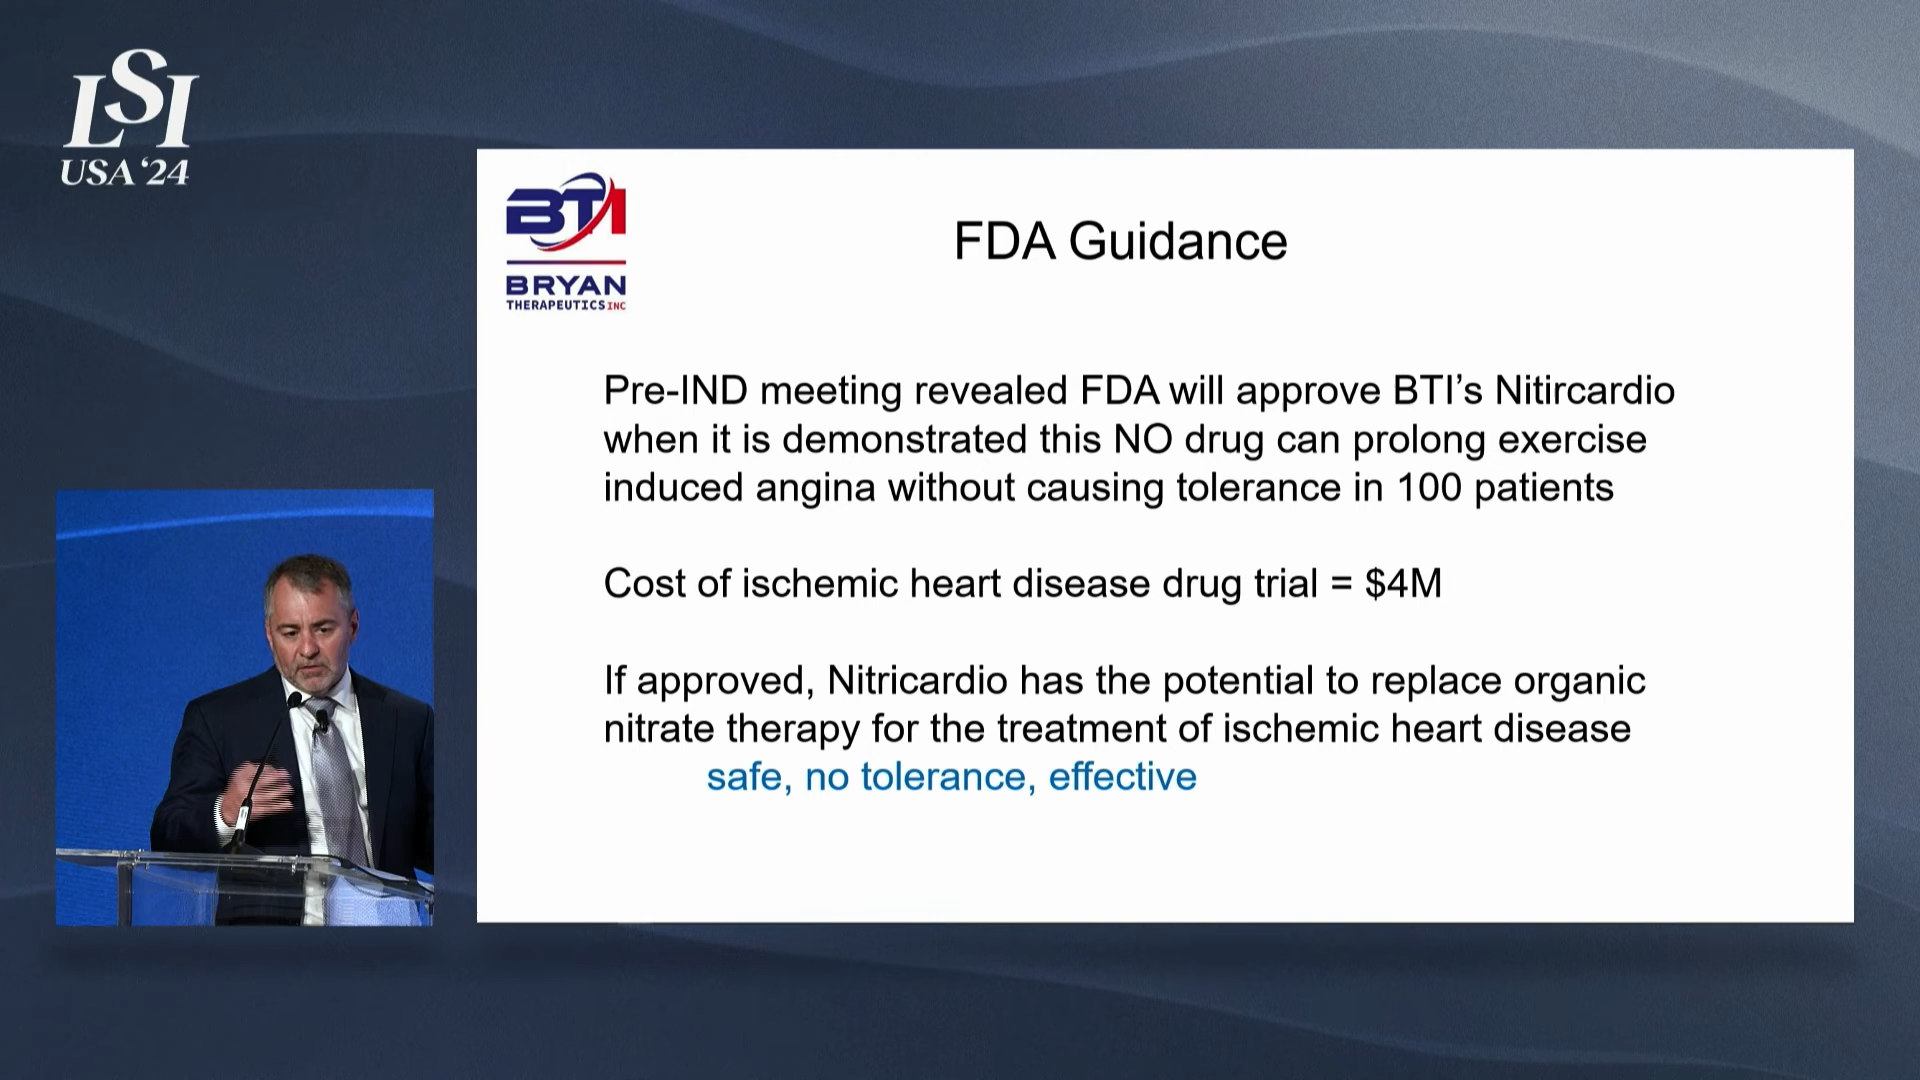 LSI
USA '24
BTI
BRYAN
THERAPEUTICS INC
FDA Guidance
Pre-IND meeting revealed FDA will approve BTI’s Nitircardio
when it is demonstrated this NO drug can prolong exercise
induced angina without causing tolerance in 100 patients
Cost of ischemic heart disease drug trial = $4M
If approved, Nitricardio has the potential to replace organic
nitrate therapy for the treatment of ischemic heart disease
safe, no tolerance, effective